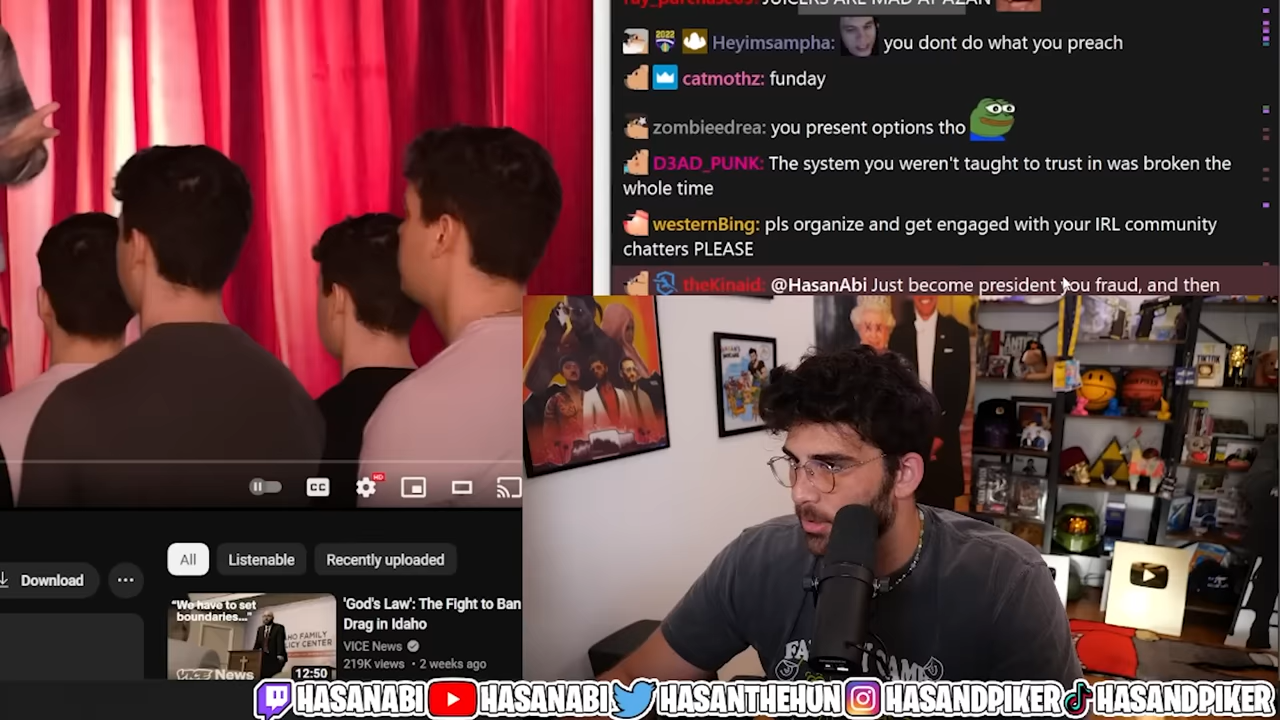 JUICERS ARE MAD AT AZAN
Heyimsampha: you dont do what you preach
catmothz: funday
zombieedrea: you present options tho
D3AD_PUNK: The system you weren't taught to trust in was broken the
whole time
westernBing: pls organize and get engaged with your IRL community
chatters PLEASE
theKinaid: @HasanAbi Just become president you fraud, and then
CC
HD
Download
All
Listenable
Recently uploaded
"We have to set
boundaries..."
VICE News
12:50
'God's Law': The Fight to Ban
Drag in Idaho
VICE News
219K views • 2 weeks ago
HASANABI HASANABI HASANTHEHUN HASANDPIKER HASANDPIKER